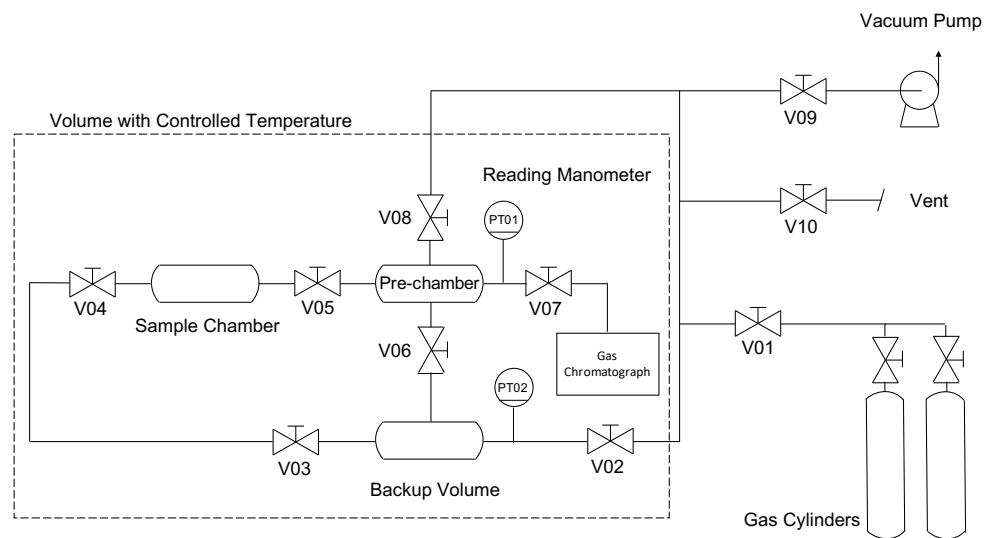 Vacuum Pump
V09
Volume with Controlled Temperature
Reading Manometer
V08
PT01
V10
Vent
V04
V05
Pre-chamber
V07
Sample Chamber
V06
V01
Gas
Chromatograph
PT02
V03
V02
Backup Volume
Gas Cylinders